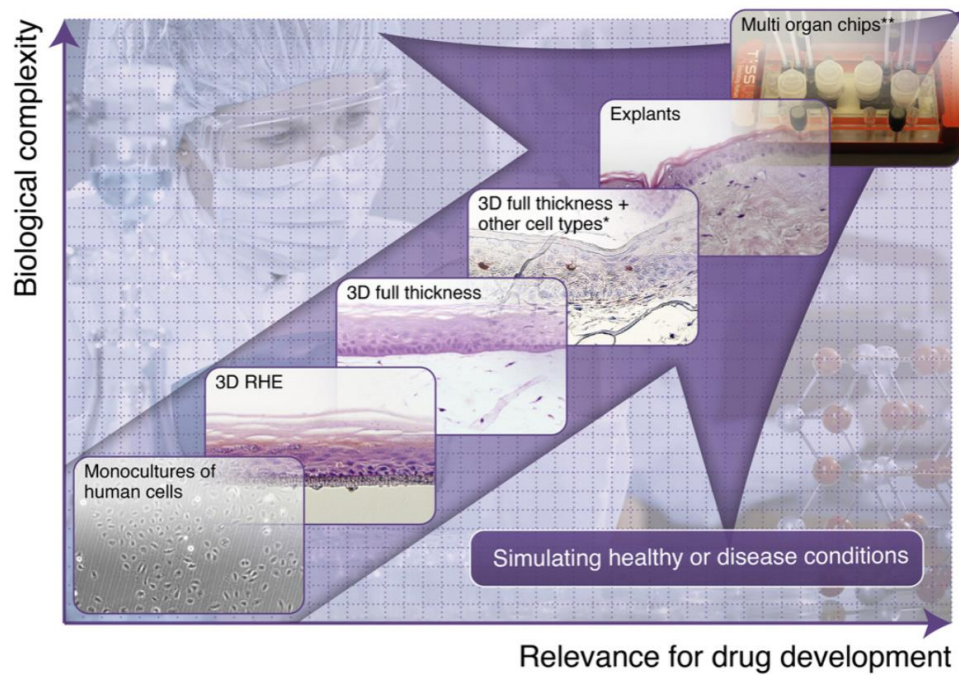 Biological complexity
Multi organ chips**
Explants
3D full thickness +
other cell types*
3D full thickness
3D RHE
Monocultures of
human cells
Simulating healthy or disease conditions
Relevance for drug development